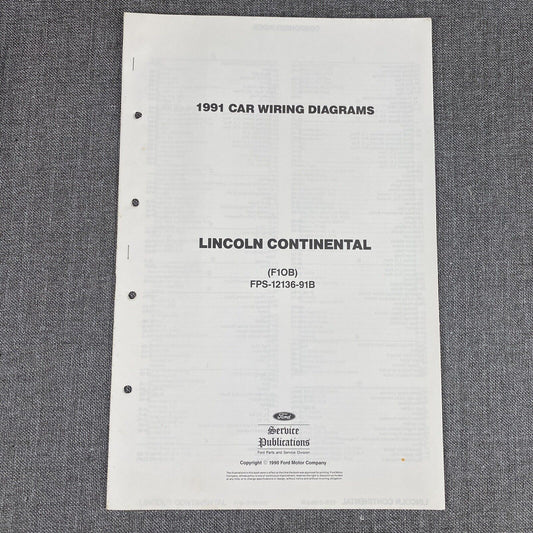 1991 CAR WIRING DIAGRAMS
LINCOLN CONTINENTAL
(F1OB)
FPS-12136-91B
Ford
Service
Publications
Ford Parts and Service Division
Copyright © 1990 Ford Motor Company